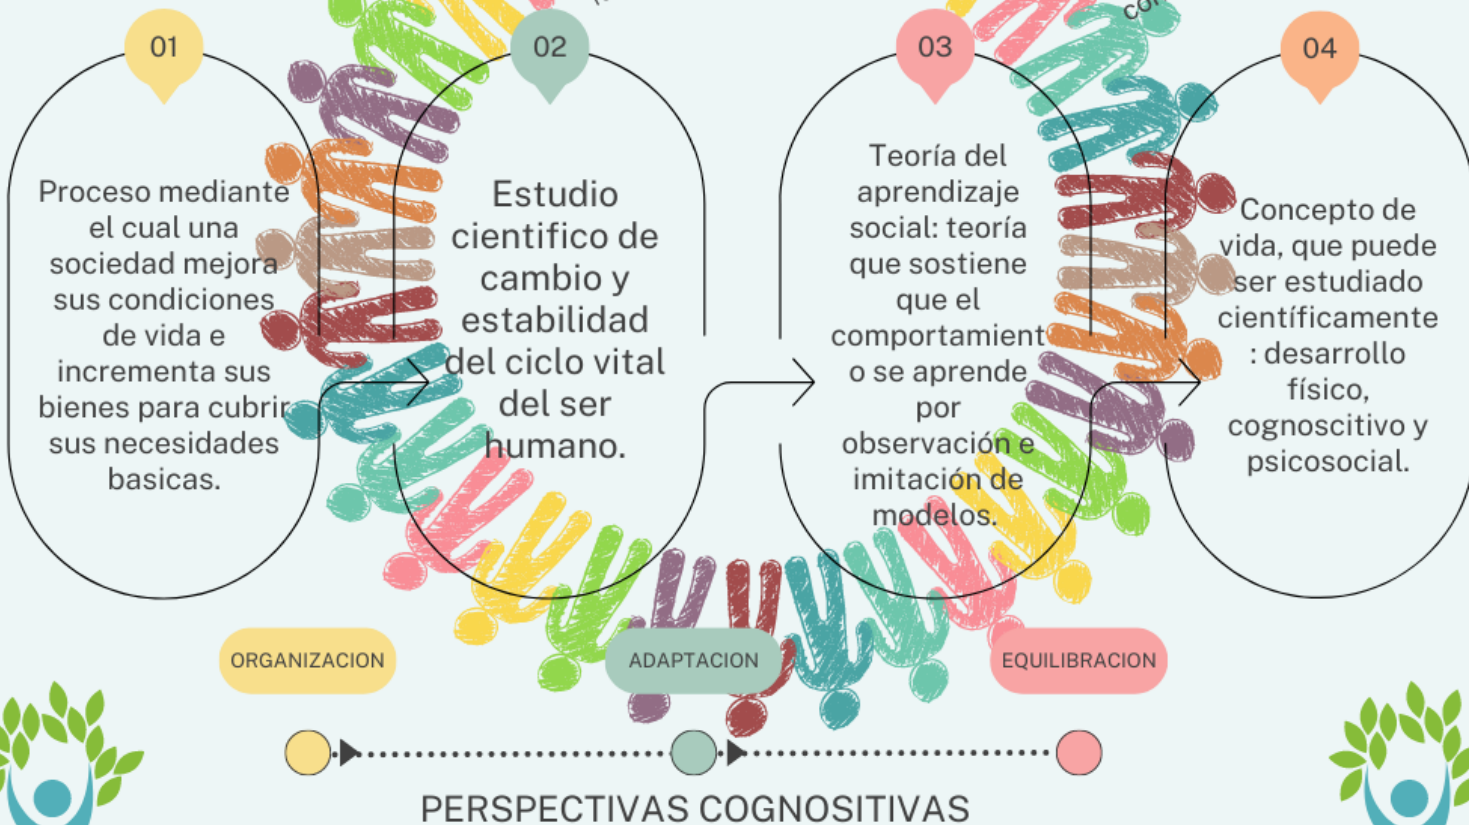 01
Proceso mediante
el cual una
sociedad mejora
sus condiciones
de vida e
incrementa sus
bienes para cubrir
sus necesidades
basicas.
02
Estudio
cientifico de
cambio y
estabilidad
del ciclo vital
del ser
humano.
03
Teoría del
aprendizaje
social: teoría
que sostiene
que el
comportamient
o se aprende
por
observación e
imitación de
modelos.
04
Concepto de
vida, que puede
ser estudiado
científicamente
: desarrollo
físico,
cognoscitivo y
psicosocial.
ORGANIZACION
ADAPTACION
EQUILIBRACION
PERSPECTIVAS COGNOSITIVAS